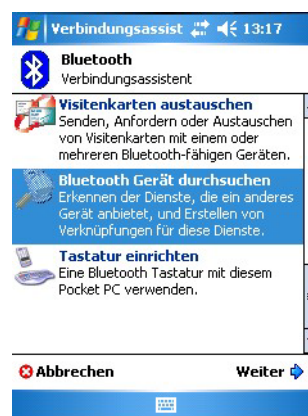 Verbindungsassist 13:17
Bluetooth
Verbindungsassistent
Visitenkarten austauschen
Senden, Anfordern oder Austauschen
von Visitenkarten mit einem oder
mehreren Bluetooth-fähigen Geräten.
Bluetooth Gerät durchsuchen
Erkennen der Dienste, die ein anderes
Gerät anbietet, und Erstellen von
Verknüpfungen für diese Dienste.
Tastatur einrichten
Eine Bluetooth Tastatur mit diesem
Pocket PC verwenden.
Abbrechen Weiter